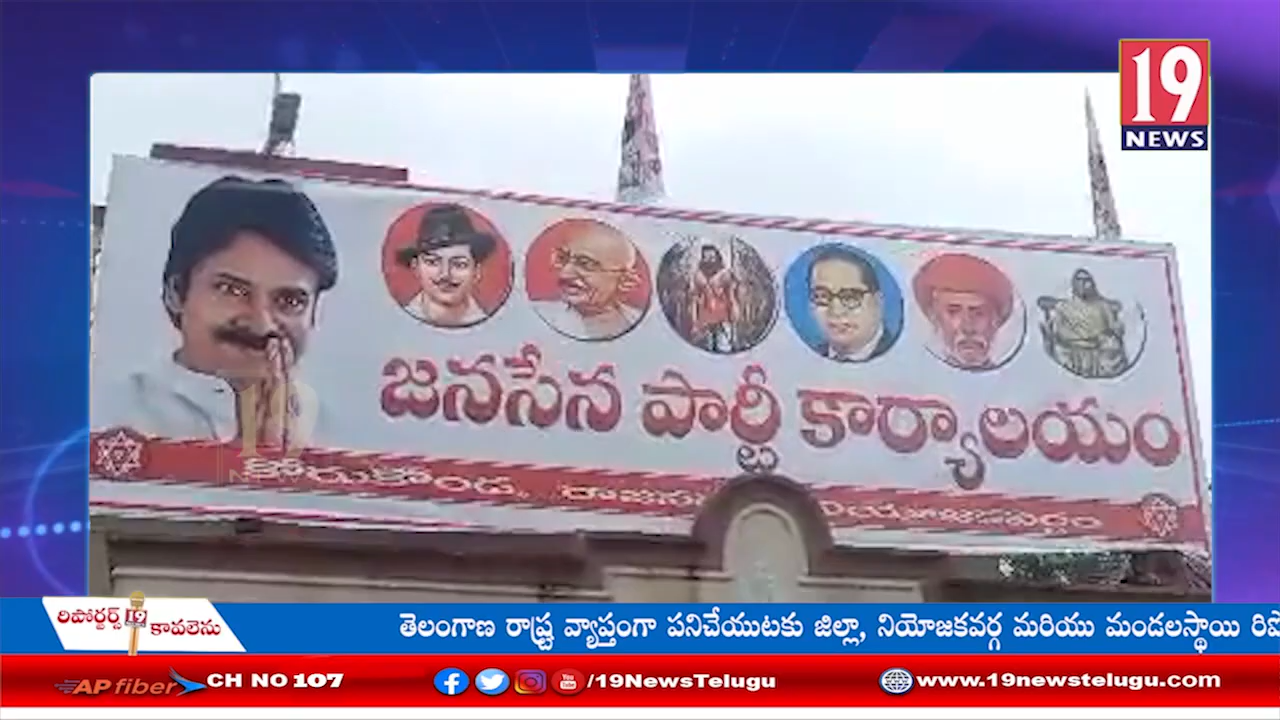 19
NEWS
జనసేన పార్టీ కార్యాలయం
కోరుకొండ,
రిపోర్టర్స్ 19 కావలెను
తెలంగాణ రాష్ట్ర వ్యాప్తంగా పనిచేయుటకు జిల్లా, నియోజకవర్గ మరియు మండలస్థాయి
AP fiber CH NO 107
/19NewsTelugu
www.19newstelugu.com